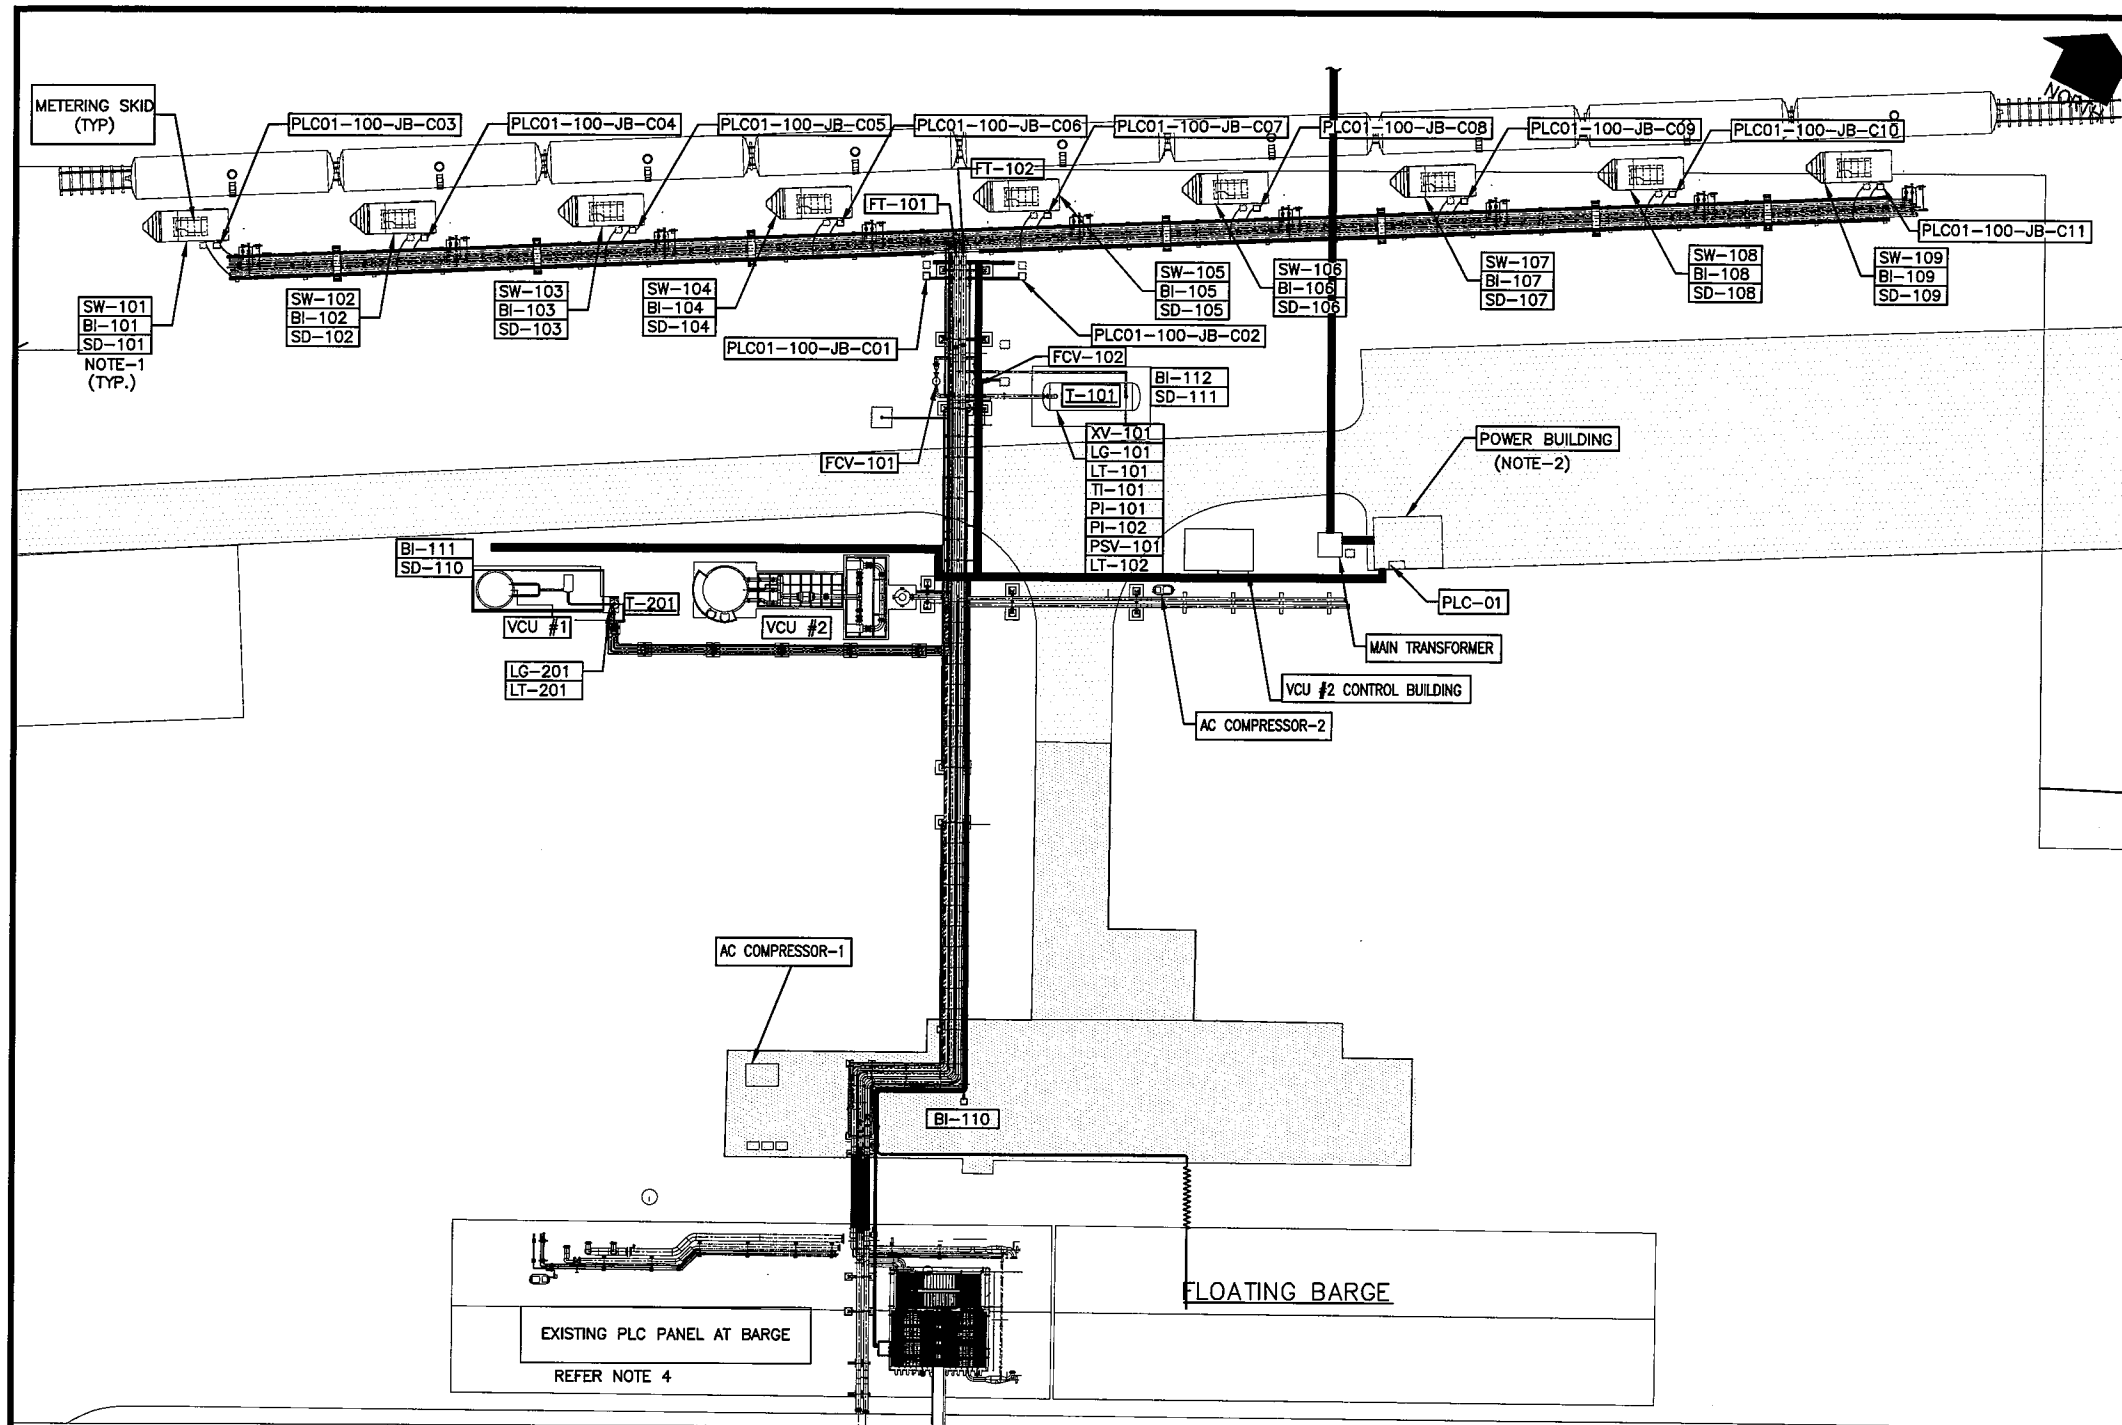 METERING SKID
(TYP)
PLC01-100-JB-C03
PLC01-100-JB-C04
PLC01-100-JB-C05
PLC01-100-JB-C06
PLC01-100-JB-C07
PLC01-100-JB-C08
PLC01-100-JB-C09
PLC01-100-JB-C10
NORTH
FT-102
FT-101
PLC01-100-JB-C11
SW-101
BI-101
SD-101
NOTE-1
(TYP.)
SW-102
BI-102
SD-102
SW-103
BI-103
SD-103
SW-104
BI-104
SD-104
SW-105
BI-105
SD-105
SW-106
BI-106
SD-106
SW-107
BI-107
SD-107
SW-108
BI-108
SD-108
SW-109
BI-109
SD-109
PLC01-100-JB-C01
PLC01-100-JB-C02
FCV-102
T-101
BI-112
SD-111
FCV-101
XV-101
LG-101
LT-101
TI-101
PI-101
PI-102
PSV-101
LT-102
POWER BUILDING
(NOTE-2)
BI-111
SD-110
T-201
VCU #1
VCU #2
LG-201
LT-201
PLC-01
MAIN TRANSFORMER
VCU #2 CONTROL BUILDING
AC COMPRESSOR-2
AC COMPRESSOR-1
BI-110
FLOATING BARGE
EXISTING PLC PANEL AT BARGE
REFER NOTE 4